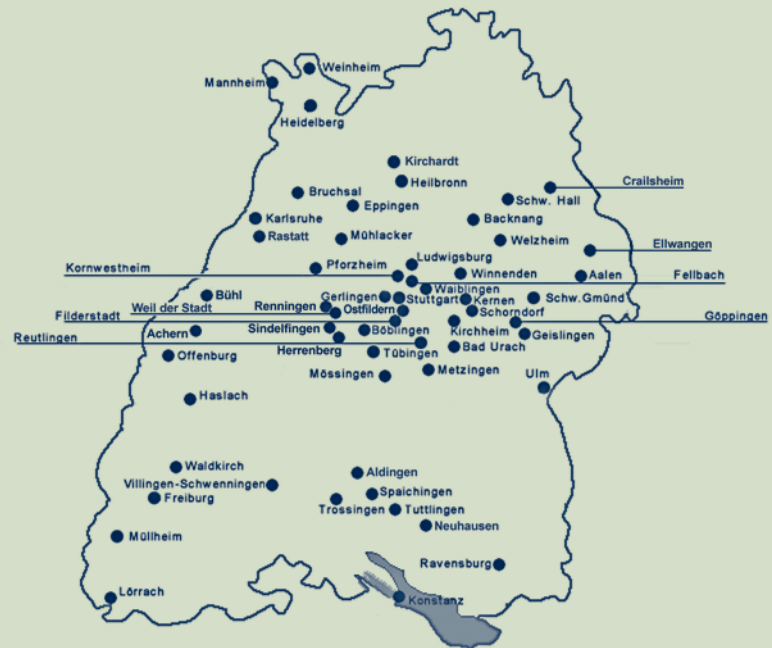 Weinheim
Mannheim
Heidelberg
Kirchardt
Heilbronn
Crailsheim
Bruchsal
Schw. Hall
Eppingen
Karlsruhe
Backnang
Rastatt
Mühlacker
Welzheim
Ellwangen
Ludwigsburg
Pforzheim
Kornwestheim
Winnenden
Aalen
Fellbach
Waiblingen
Bühl
Gerlingen
Stuttgart
Kernen
Schw.Gmünd
Weil der Stadt
Renningen
Ostfildern
Schorndorf
Filderstadt
Göppingen
Achern
Sindelfingen
Böblingen
Kirchheim
Geislingen
Reutlingen
Herrenberg
Tübingen
Bad Urach
Offenburg
Mössingen
Metzingen
Ulm
Haslach
Waldkirch
Aldingen
Villingen-Schwenningen
Spaichingen
Freiburg
Trossingen
Tuttlingen
Neuhausen
Müllheim
Ravensburg
Lörrach
Konstanz